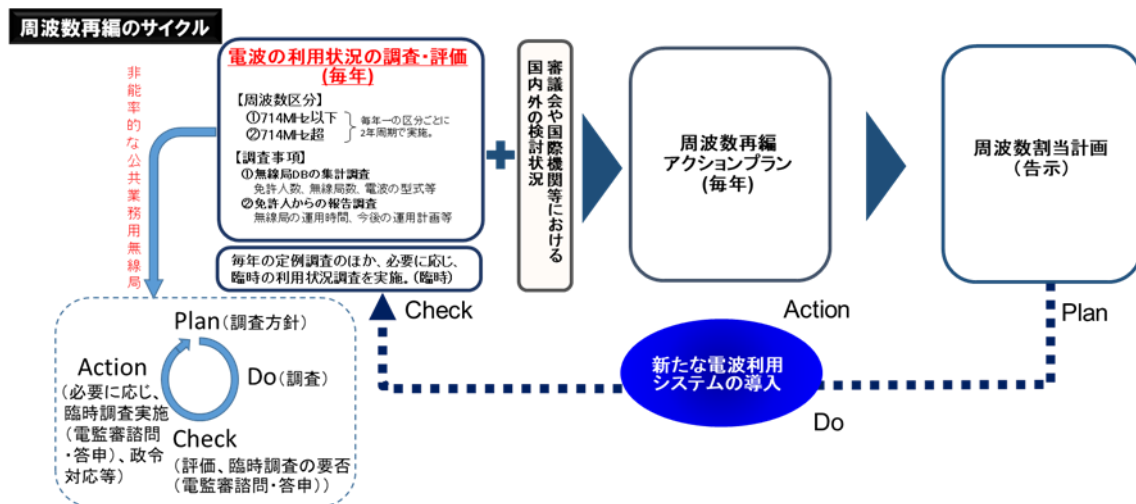 周波数再編のサイクル
非能率的な公共業務用無線局
電波の利用状況の調査・評価
(毎年)
【周波数区分】
①714MHz以下
②714MHz超
毎年一の区分ごとに
2年周期で実施。
【調査事項】
①無線局DBの集計調査
免許人数、無線局数、電波の型式等
②免許人からの報告調査
無線局の運用時間、今後の運用計画等
毎年の定例調査のほか、必要に応じ、
臨時の利用状況調査を実施。(臨時)
審議会や国際機関等における
国内外の検討状況
周波数再編
アクションプラン
(毎年)
周波数割当計画
(告示)
Check
Action
Plan
新たな電波利用
システムの導入
Do
Plan(調査方針)
Do(調査)
Check
(評価、臨時調査の要否
(電監審諮問・答申))
Action
(必要に応じ、
臨時調査実施
(電監審諮問
・答申)、政令
対応等)